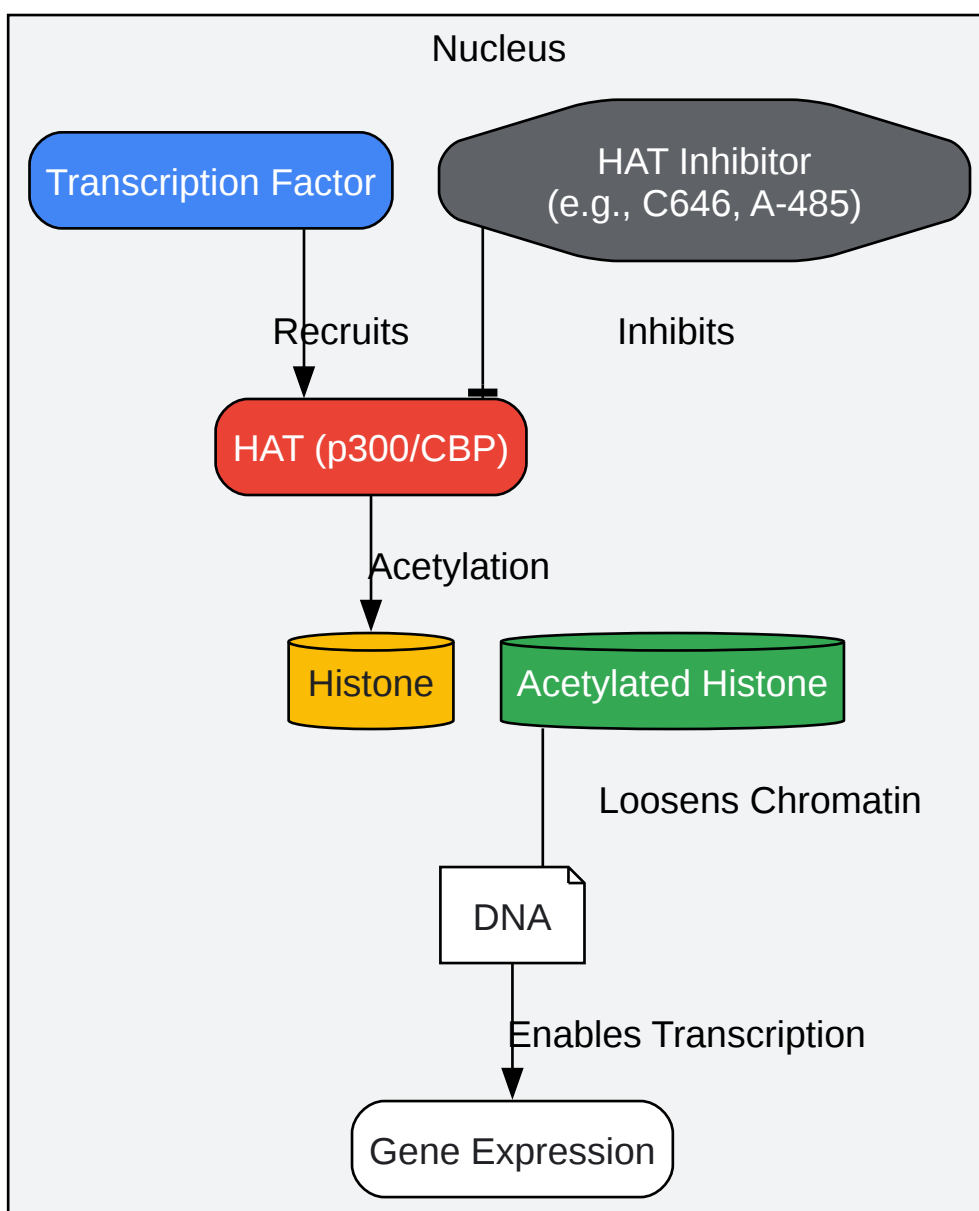 Nucleus
Transcription Factor
HAT Inhibitor
(e.g., C646, A-485)
Recruits
Inhibits
HAT (p300/CBP)
Acetylation
Histone
Acetylated Histone
Loosens Chromatin
DNA
Enables Transcription
Gene Expression